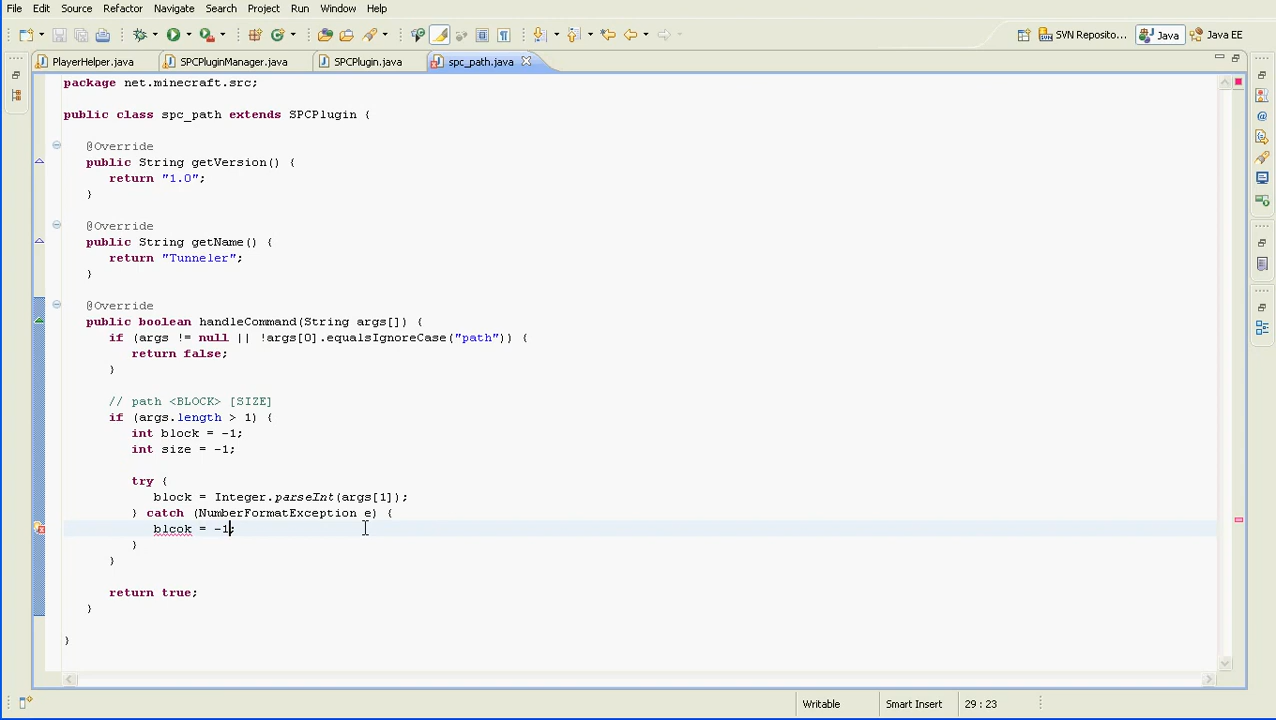 File Edit Source Refactor Navigate Search Project Run Window Help
SVN Reposito... Java Java EE
PlayerHelper.java SPCPluginManager.java SPCPlugin.java spc_path.java
package net.minecraft.src;
public class spc_path extends SPCPlugin {
@Override
public String getVersion() {
return "1.0";
}
@Override
public String getName() {
return "Tunneler";
}
@Override
public boolean handleCommand(String args[]) {
if (args != null || !args[0].equalsIgnoreCase("path")) {
return false;
}
// path <BLOCK> [SIZE]
if (args.length > 1) {
int block = -1;
int size = -1;
try {
block = Integer.parseInt(args[1]);
} catch (NumberFormatException e) {
blcok = -1;
}
}
return true;
}
}
Writable Smart Insert 29 : 23